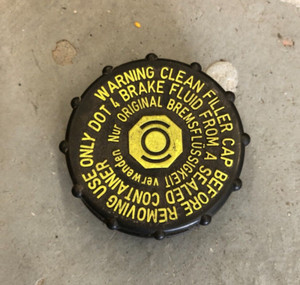 WARNING CLEAN FILLER CAP BEFORE REMOVING USE ONLY DOT 4 BRAKE FLUID FROM A SEALED CONTAINER
Nur ORIGINAL BREMSFLÜSSIGKEIT verwenden